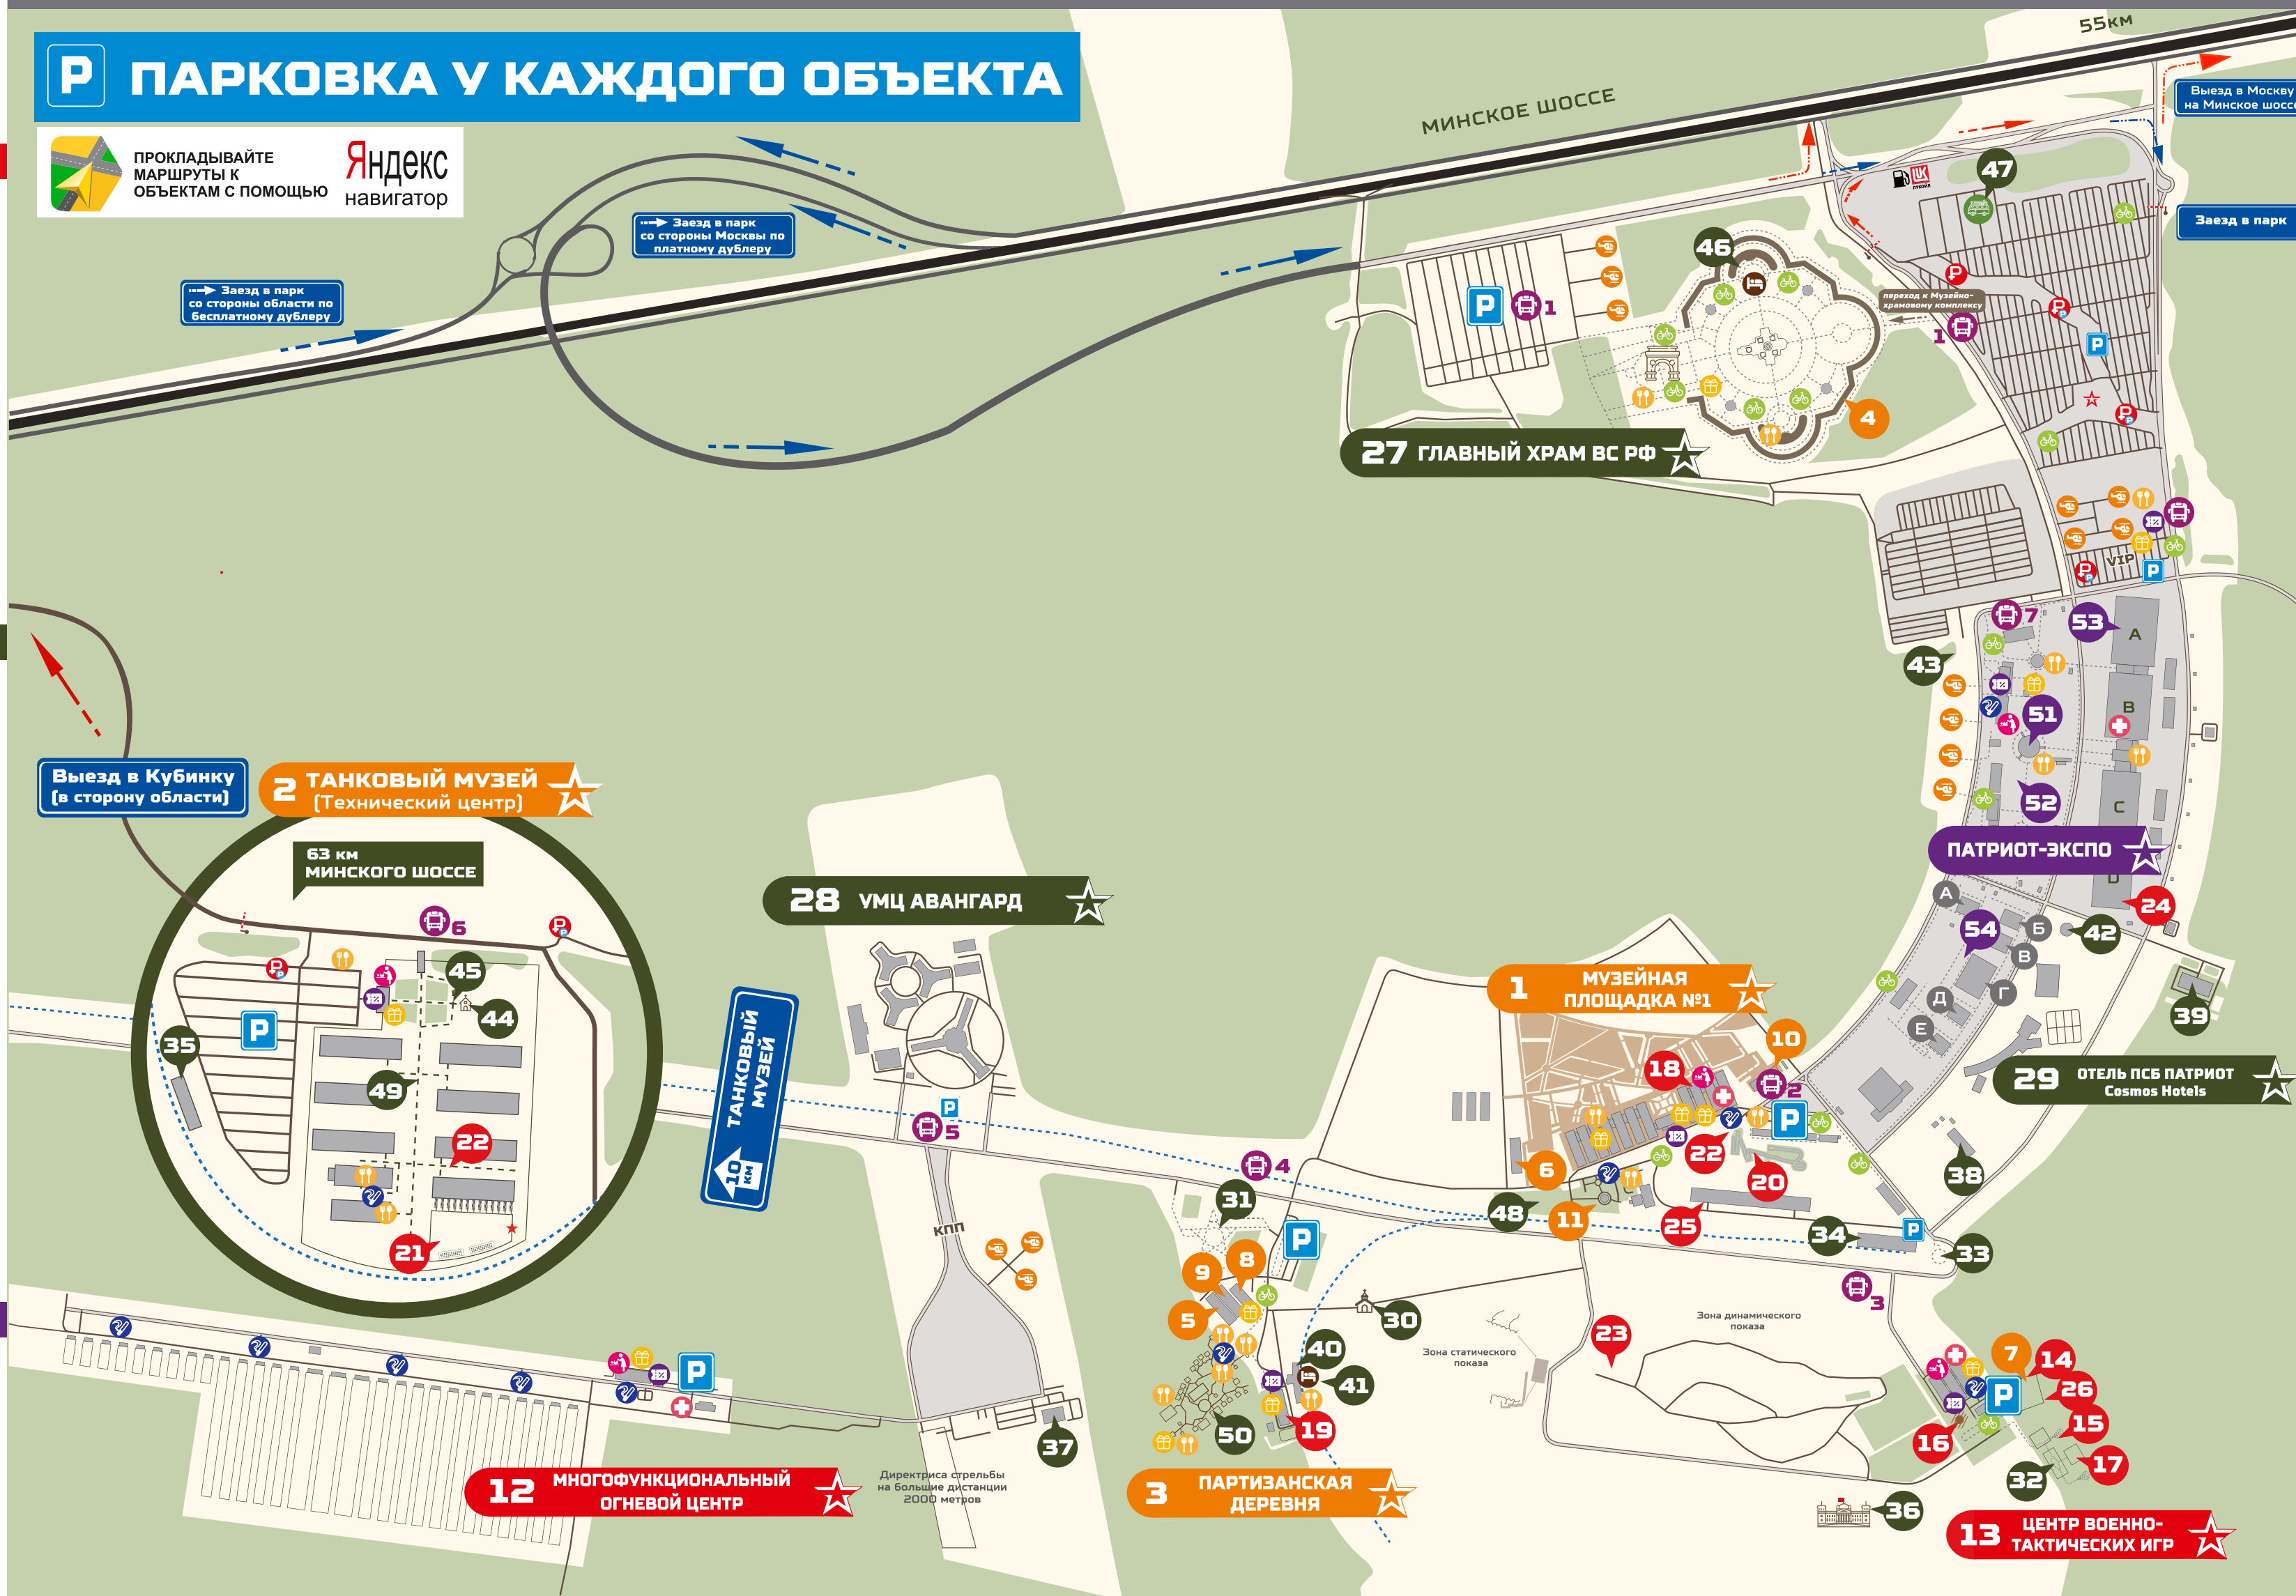 55км
P ПАРКОВКА У КАЖДОГО ОБЪЕКТА
МИНСКОЕ ШОССЕ
Выезд в Москву
на Минское шоссе
ПРОКЛАДЫВАЙТЕ
МАРШРУТЫ К
ОБЪЕКТАМ С ПОМОЩЬЮ
Яндекс
навигатор
ЛУКОЙЛ
47
Заезд в парк
со стороны Москвы по
платному дублеру
Заезд в парк
46
Заезд в парк
со стороны области по
бесплатному дублеру
P 1
переход к Музейно-
храмовому комплексу
1
P
4
27 ГЛАВНЫЙ ХРАМ ВС РФ
VIP
P
7
53
A
43
51
B
52
C
Выезд в Кубинку
(в сторону области)
2 ТАНКОВЫЙ МУЗЕЙ
(Технический центр)
63 км
МИНСКОГО ШОССЕ
ПАТРИОТ-ЭКСПО
D
28 УМЦ АВАНГАРД
А
24
54
Б
42
В
6
45
44
P
35
49
22
21
1 МУЗЕЙНАЯ
ПЛОЩАДКА №1
Г
Д
Е
39
10
18
2
P
29 ОТЕЛЬ ПСБ ПАТРИОТ
Cosmos Hotels
ТАНКОВЫЙ
МУЗЕЙ
10
км
P
5
4
31
6
22
20
38
48
11
25
34
P
33
КПП
P
9
8
5
30
3
Зона динамического
показа
Зона статического
показа
23
40
41
7
14
26
15
P
P
50
19
16
17
32
37
12 МНОГОФУНКЦИОНАЛЬНЫЙ
ОГНЕВОЙ ЦЕНТР
Директриса стрельбы
на большие дистанции
2000 метров
3 ПАРТИЗАНСКАЯ
ДЕРЕВНЯ
36
13 ЦЕНТР ВОЕННО-
ТАКТИЧЕСКИХ ИГР